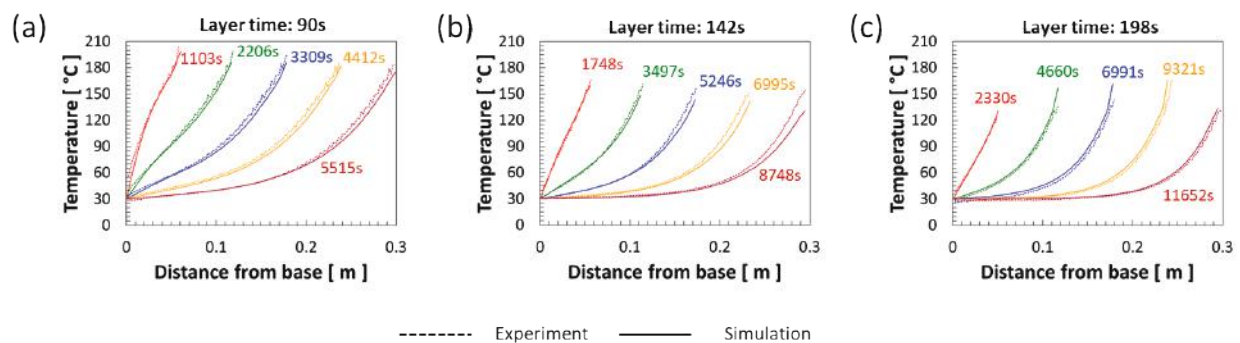 (a)
Layer time: 90s
Temperature [ °C]
210
180
150
120
90
60
30
0
1103s
2206s
3309s
4412s
5515s
0
0.1
0.2
0.3
Distance from base [ m ]
(b)
Layer time: 142s
Temperature [ °C]
210
180
150
120
90
60
30
0
1748s
3497s
5246s
6995s
8748s
0
0.1
0.2
0.3
Distance from base [ m ]
(c)
Layer time: 198s
Temperature [ °C]
210
180
150
120
90
60
30
0
2330s
4660s
6991s
9321s
11652s
0
0.1
0.2
0.3
Distance from base [ m ]
Experiment
Simulation